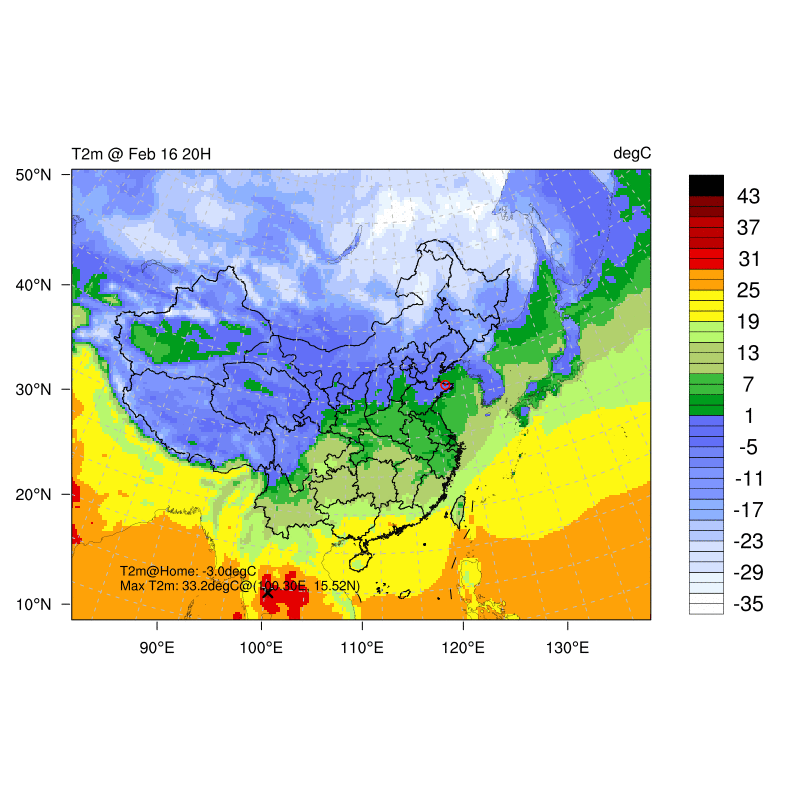 T2m @ Feb 16 20H
degC
50°N
40°N
30°N
20°N
10°N
90°E
100°E
110°E
120°E
130°E
T2m@Home: -3.0degC
Max T2m: 33.2degC@(100.30E, 15.52N)
43
37
31
25
19
13
7
1
-5
-11
-17
-23
-29
-35